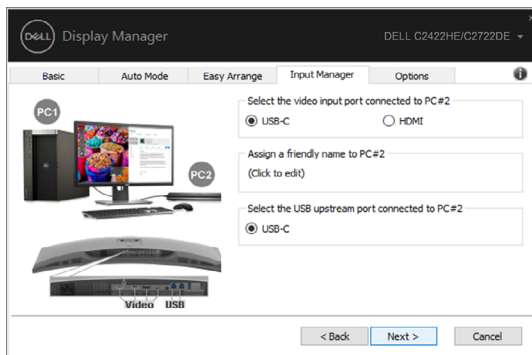 DELL Display Manager DELL C2422HE/C2722DE
Basic Auto Mode Easy Arrange Input Manager Options
PC1
PC2
Video USB
Select the video input port connected to PC#2
USB-C HDMI
Assign a friendly name to PC#2
(Click to edit)
Select the USB upstream port connected to PC#2
USB-C
< Back Next > Cancel